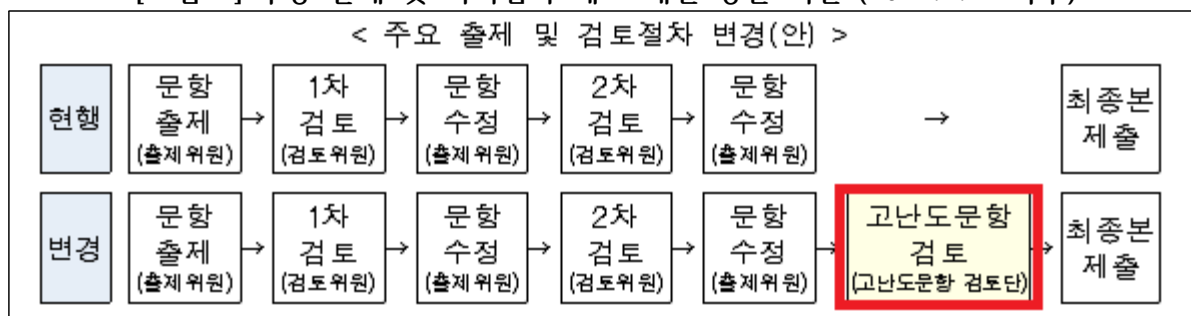 < 주요 출제 및 검토절차 변경(안) >
현행
문항
출제
(출제위원)
→
1차
검토
(검토위원)
→
문항
수정
(출제위원)
→
2차
검토
(검토위원)
→
문항
수정
(출제위원)
→
최종본
제출
변경
문항
출제
(출제위원)
→
1차
검토
(검토위원)
→
문항
수정
(출제위원)
→
2차
검토
(검토위원)
→
문항
수정
(출제위원)
→
고난도문항
검토
(고난도문항 검토단)
→
최종본
제출